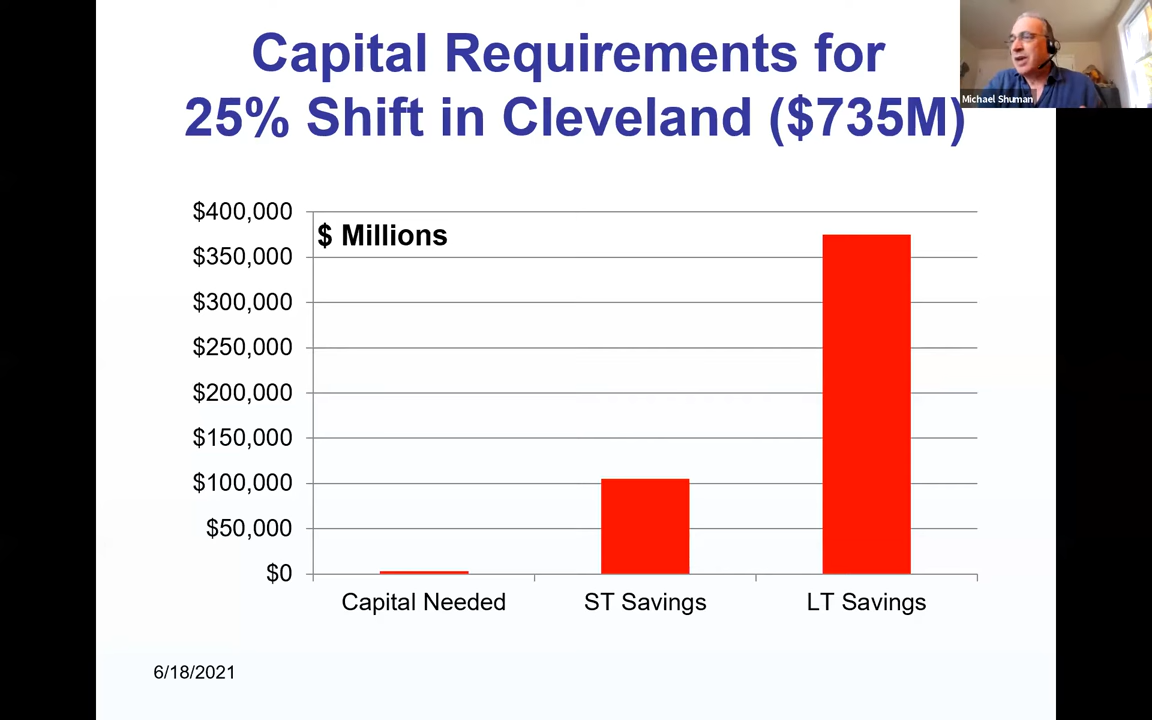 Capital Requirements for
25% Shift in Cleveland ($735M)
Michael Shuman
$400,000
$ Millions
$350,000
$300,000
$250,000
$200,000
$150,000
$100,000
$50,000
$0
Capital Needed
ST Savings
LT Savings
6/18/2021